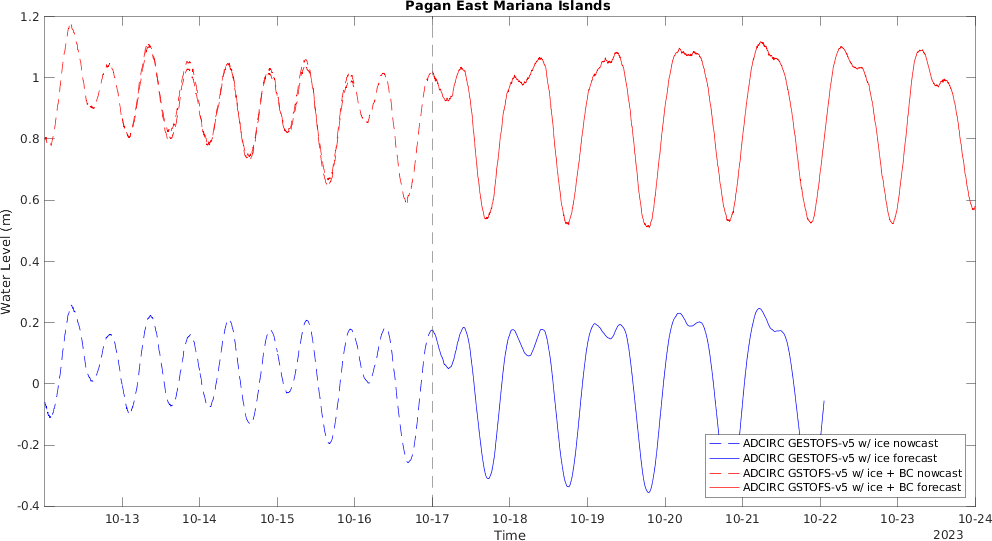 Pagan East Mariana Islands
Water Level (m)
1.2
1
0.8
0.6
0.4
0.2
0
-0.2
-0.4
ADCIRC GESTOFS-v5 w/ ice nowcast
ADCIRC GESTOFS-v5 w/ ice forecast
ADCIRC GSTOFS-v5 w/ ice + BC nowcast
ADCIRC GSTOFS-v5 w/ ice + BC forecast
10-13 10-14 10-15 10-16 10-17 10-18 10-19 10-20 10-21 10-22 10-23 10-24
Time
2023